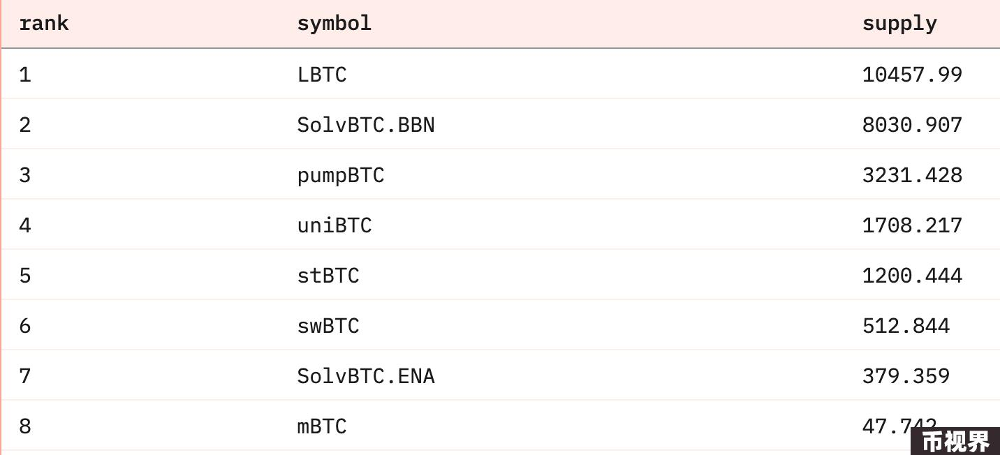 rank symbol supply
1 LBTC 10457.99
2 SolvBTC.BBN 8030.907
3 pumpBTC 3231.428
4 uniBTC 1708.217
5 stBTC 1200.444
6 swBTC 512.844
7 SolvBTC.ENA 379.359
8 mBTC 47.742
币视界